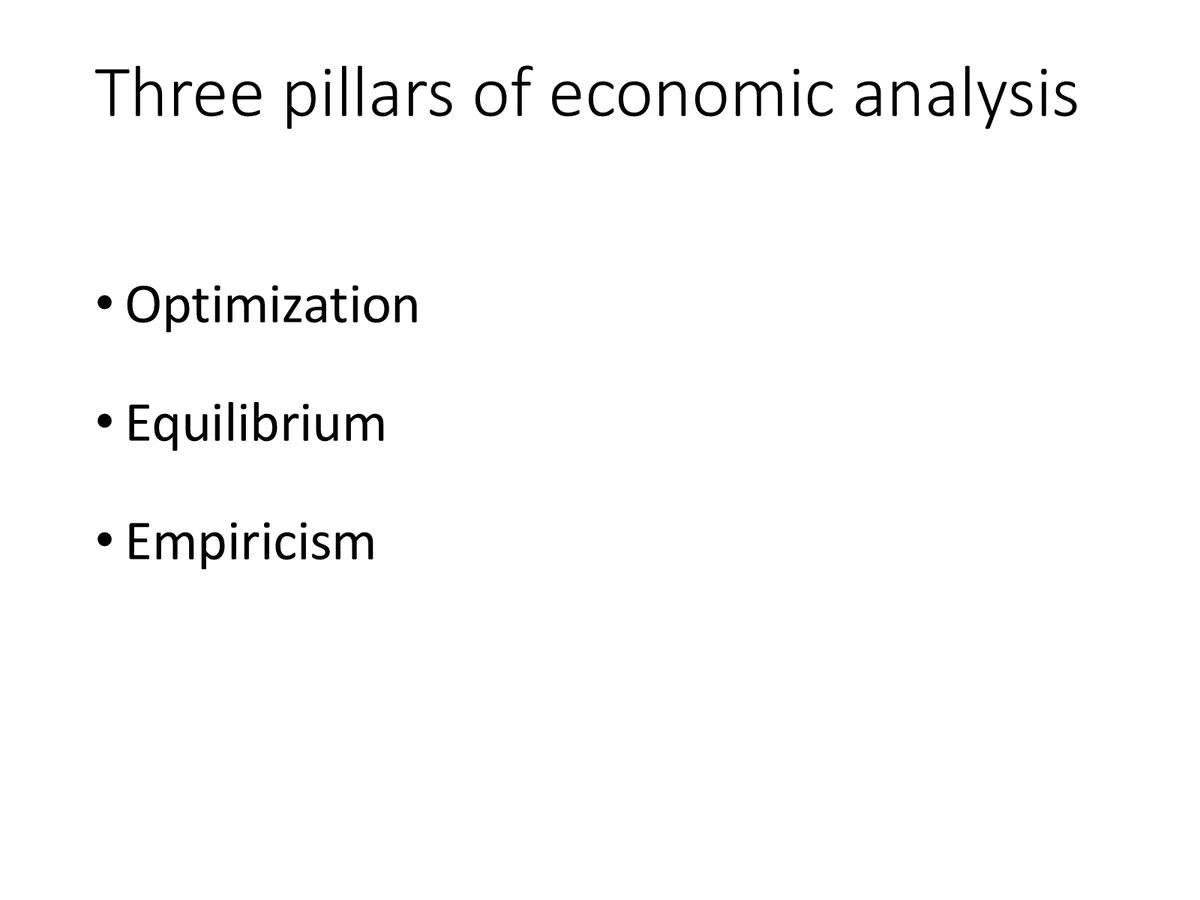 Three pillars of economic analysis
• Optimization
• Equilibrium
• Empiricism